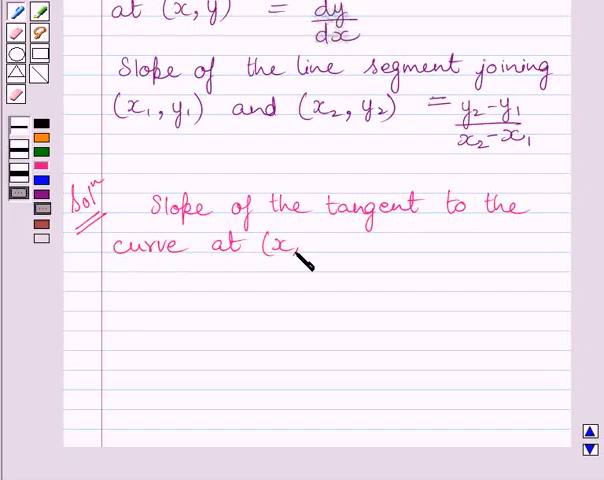 at (x, y) = dy/dx
Slope of the line segment joining
(x₁, y₁) and (x₂, y₂) = y₂-y₁/x₂-x₁
Solⁿ Slope of the tangent to the
curve at (x,